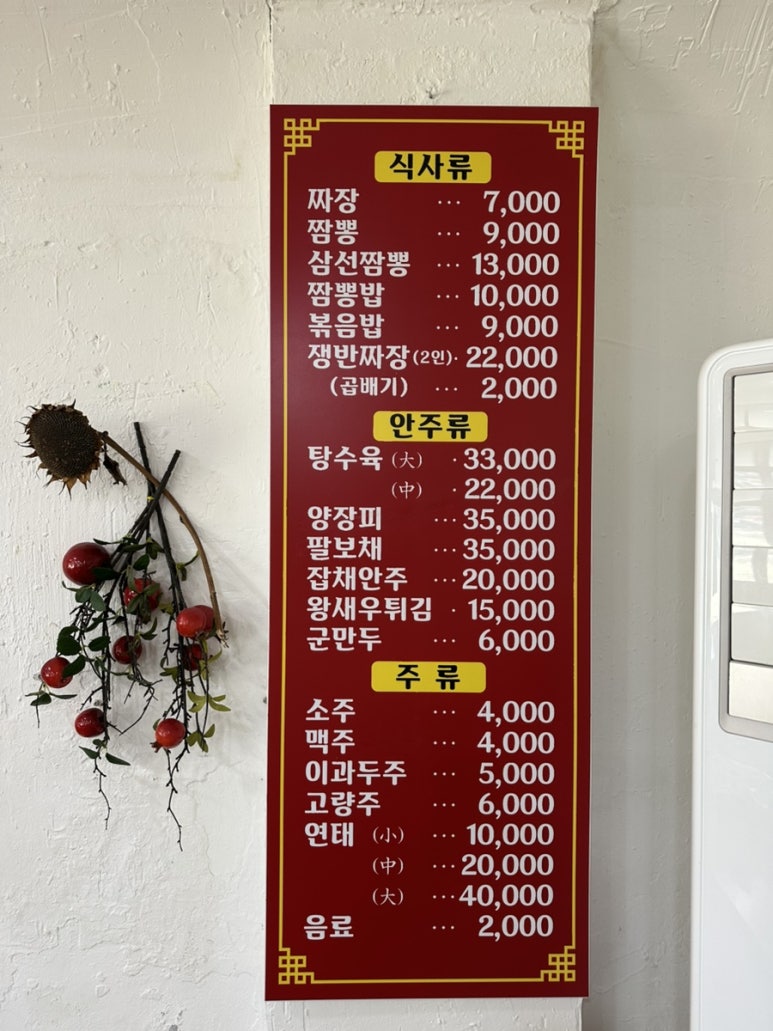 식사류
짜장 ··· 7,000
짬뽕 ··· 9,000
삼선짬뽕 ··· 13,000
짬뽕밥 ··· 10,000
볶음밥 ··· 9,000
쟁반짜장(2인)· 22,000
(곱배기) ··· 2,000
안주류
탕수육 (大) ·33,000
(中) ·22,000
양장피 ···35,000
팔보채 ···35,000
잡채안주 ···20,000
왕새우튀김 · 15,000
군만두 ··· 6,000
주 류
소주 ··· 4,000
맥주 ··· 4,000
이과두주 ··· 5,000
고량주 ··· 6,000
연태 (小) ··· 10,000
(中) ···20,000
(大) ···40,000
음료 ··· 2,000